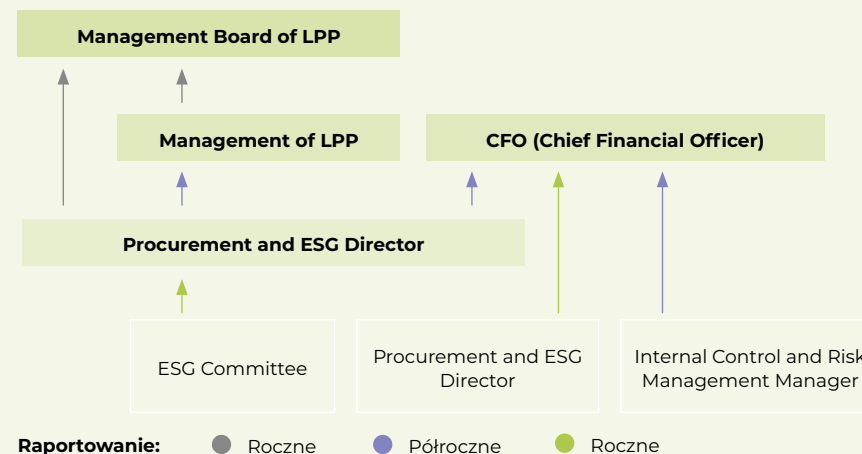 Management Board of LPP
Management of LPP
CFO (Chief Financial Officer)
Procurement and ESG Director
ESG Committee
Procurement and ESG
Director
Internal Control and Risk
Management Manager
Raportowanie:
Roczne
Półroczne
Roczne